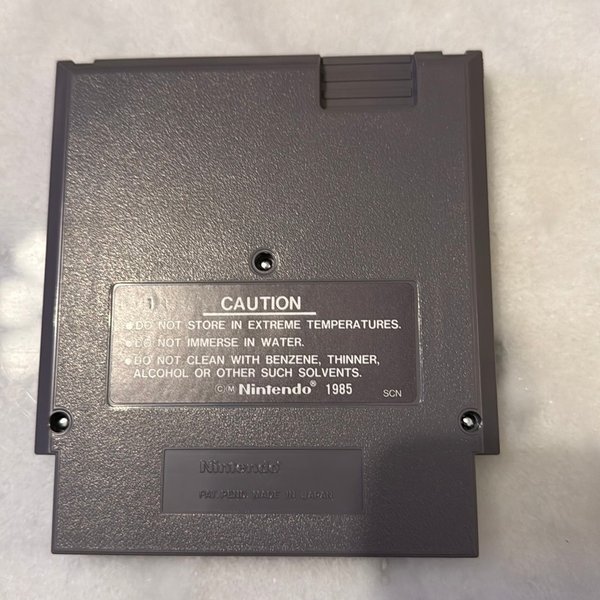 CAUTION
•DO NOT STORE IN EXTREME TEMPERATURES.
•DO NOT IMMERSE IN WATER.
•DO NOT CLEAN WITH BENZENE, THINNER,
ALCOHOL OR OTHER SUCH SOLVENTS.
ⒸⓂ Nintendo® 1985
SCN
Nintendo
PAT. PEND. MADE IN JAPAN